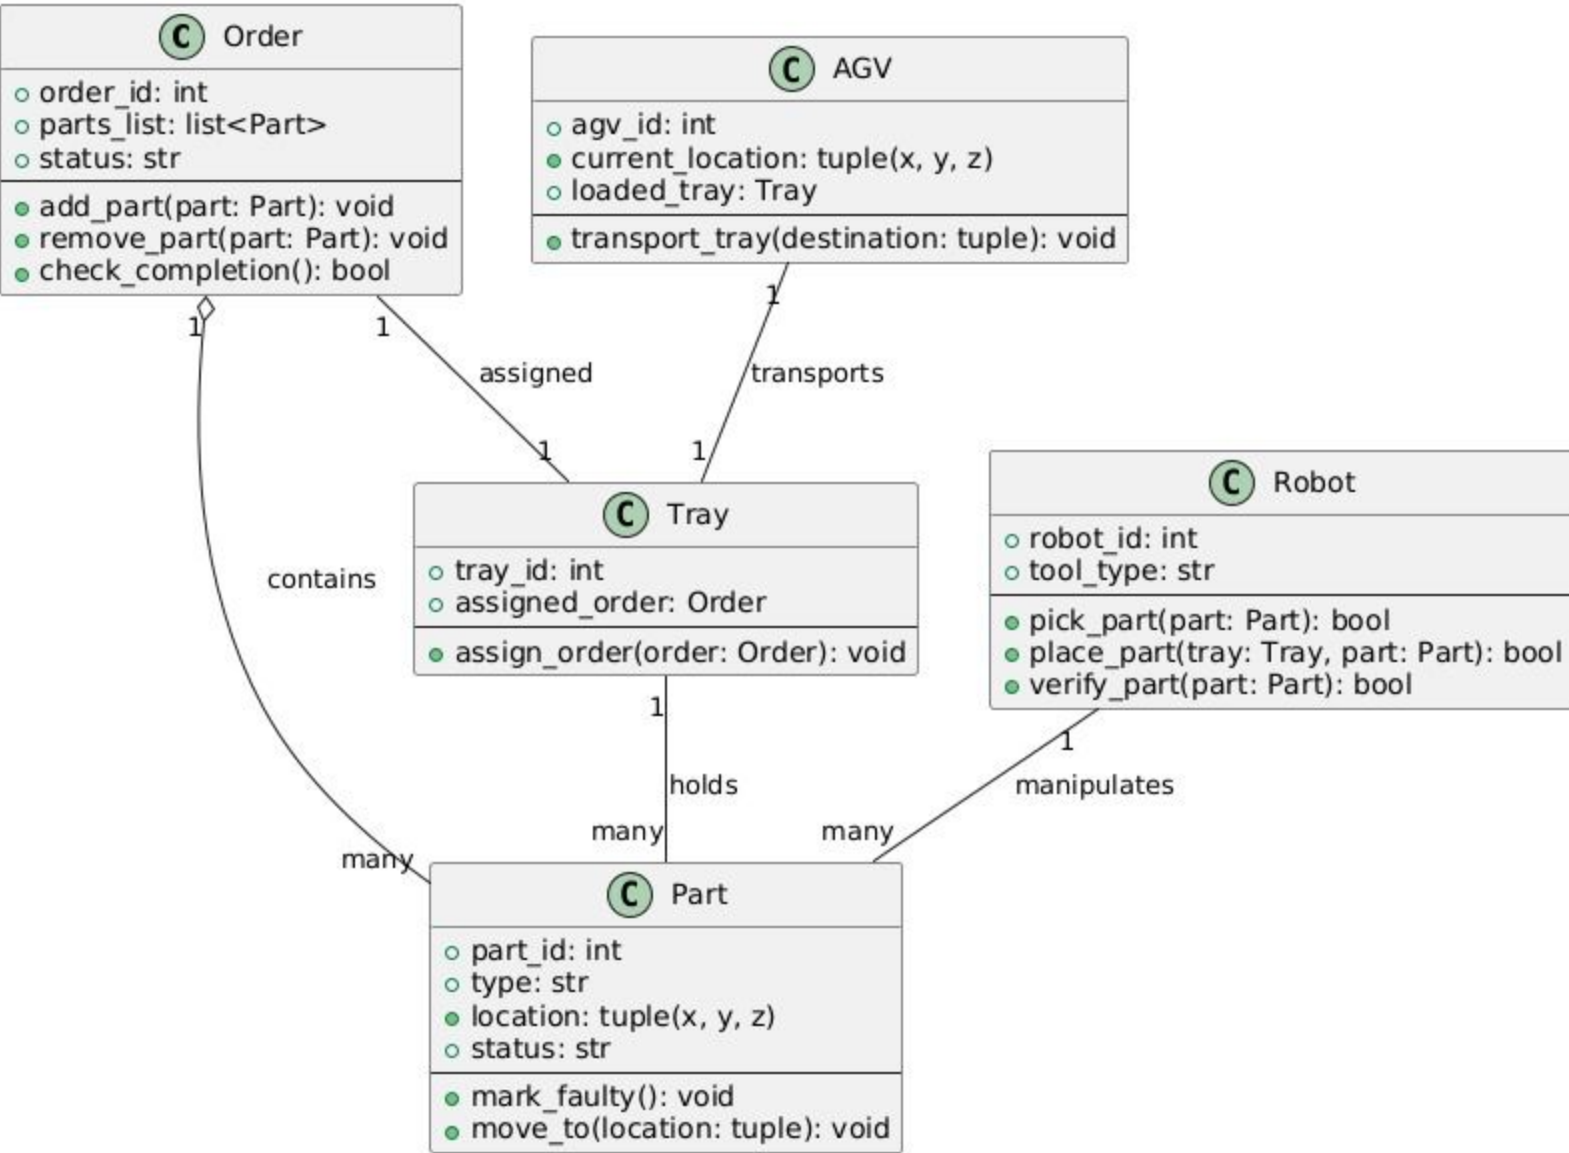 C Order
order_id: int
parts_list: list<Part>
status: str
add_part(part: Part): void
remove_part(part: Part): void
check_completion(): bool
C AGV
agv_id: int
current_location: tuple(x, y, z)
loaded_tray: Tray
transport_tray(destination: tuple): void
1
1
1
assigned
transports
1
1
C Tray
tray_id: int
assigned_order: Order
assign_order(order: Order): void
C Robot
robot_id: int
tool_type: str
pick_part(part: Part): bool
place_part(tray: Tray, part: Part): bool
verify_part(part: Part): bool
contains
1
1
holds
manipulates
many
many
many
C Part
part_id: int
type: str
location: tuple(x, y, z)
status: str
mark_faulty(): void
move_to(location: tuple): void